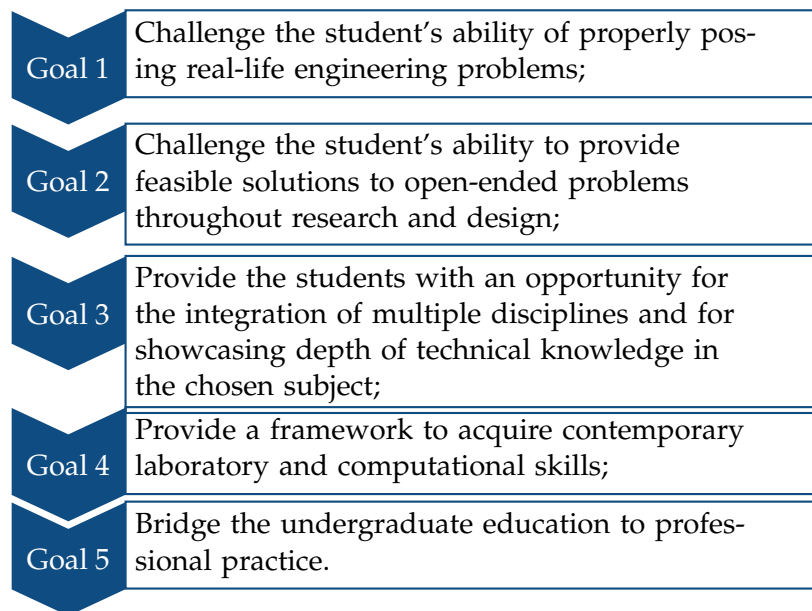 Goal 1
Challenge the student's ability of properly pos-
ing real-life engineering problems;
Goal 2
Challenge the student's ability to provide
feasible solutions to open-ended problems
throughout research and design;
Goal 3
Provide the students with an opportunity for
the integration of multiple disciplines and for
showcasing depth of technical knowledge in
the chosen subject;
Goal 4
Provide a framework to acquire contemporary
laboratory and computational skills;
Goal 5
Bridge the undergraduate education to profes-
sional practice.